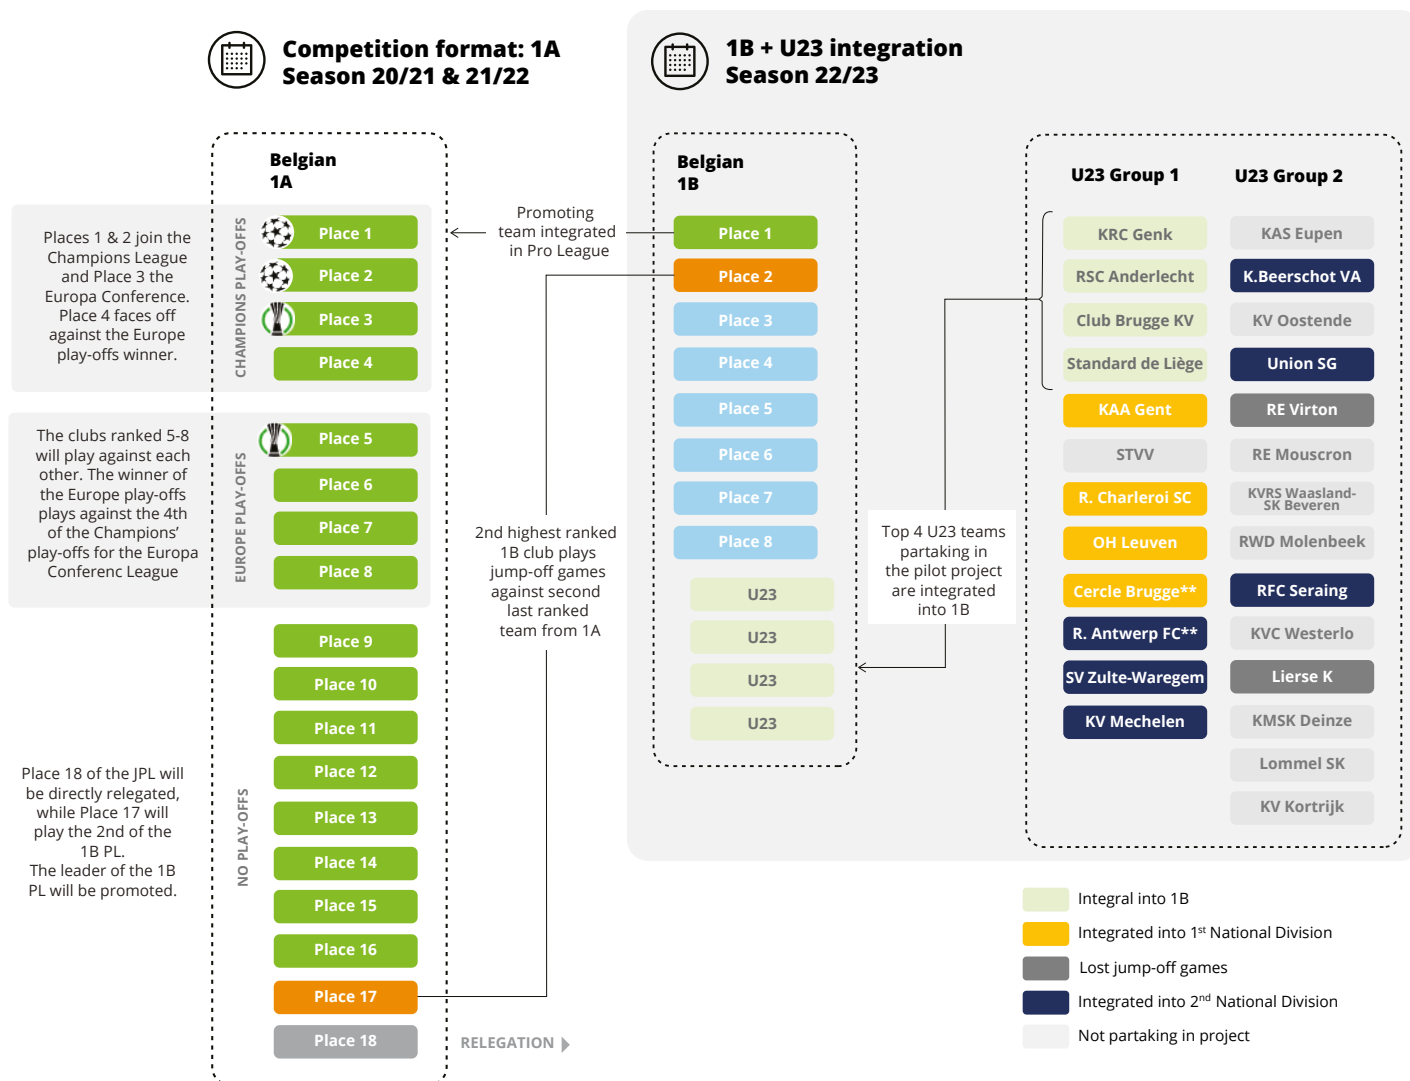 Competition format: 1A
Season 20/21 & 21/22
1B + U23 integration
Season 22/23
Belgian
1A
CHAMPIONS PLAY-OFFS
Places 1 & 2 join the
Champions League
and Place 3 the
Europa Conference.
Place 4 faces off
against the Europe
play-offs winner.
Place 1
Place 2
Place 3
Place 4
EUROPE PLAY-OFFS
The clubs ranked 5-8
will play against each
other. The winner of
the Europe play-offs
plays against the 4th
of the Champions’
play-offs for the Europa
Conferenc League
Place 5
Place 6
Place 7
Place 8
NO PLAY-OFFS
Place 9
Place 10
Place 11
Place 12
Place 13
Place 14
Place 15
Place 16
Place 17
Place 18
Place 18 of the JPL will
be directly relegated,
while Place 17 will
play the 2nd of the
1B PL.
The leader of the 1B
PL will be promoted.
RELEGATION
Promoting
team integrated
in Pro League
2nd highest ranked
1B club plays
jump-off games
against second
last ranked
team from 1A
Belgian
1B
Place 1
Place 2
Place 3
Place 4
Place 5
Place 6
Place 7
Place 8
U23
U23
U23
U23
Top 4 U23 teams
partaking in
the pilot project
are integrated
into 1B
U23 Group 1
KRC Genk
RSC Anderlecht
Club Brugge KV
Standard de Liège
KAA Gent
STVV
R. Charleroi SC
OH Leuven
Cercle Brugge**
R. Antwerp FC**
SV Zulte-Waregem
KV Mechelen
U23 Group 2
KAS Eupen
K.Beerschot VA
KV Oostende
Union SG
RE Virton
RE Mouscron
KVRS Waasland-
SK Beveren
RWD Molenbeek
RFC Seraing
KVC Westerlo
Lierse K
KMSK Deinze
Lommel SK
KV Kortrijk
Integral into 1B
Integrated into 1st National Division
Lost jump-off games
Integrated into 2nd National Division
Not partaking in project